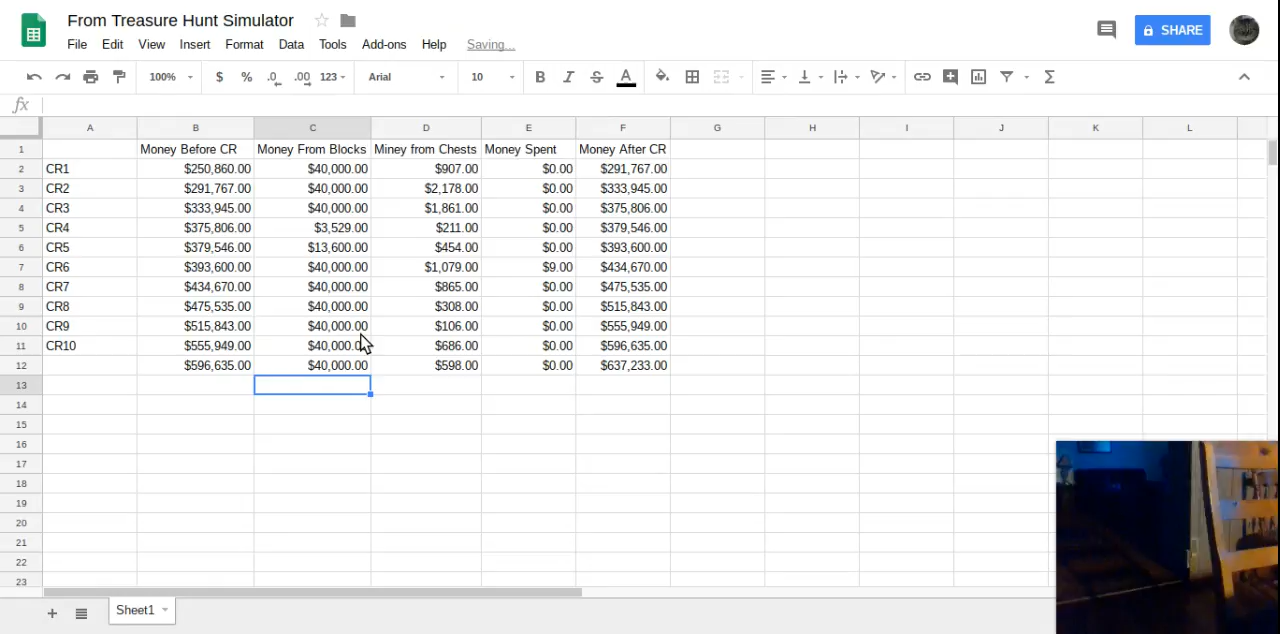 From Treasure Hunt Simulator
File Edit View Insert Format Data Tools Add-ons Help Saving...
SHARE
100% $ % .0 .00 123 Arial 10 B I S A Σ
fx
A B C D E F G H I J K L
1 Money Before CR Money From Blocks Miney from Chests Money Spent Money After CR
2 CR1 $250,860.00 $40,000.00 $907.00 $0.00 $291,767.00
3 CR2 $291,767.00 $40,000.00 $2,178.00 $0.00 $333,945.00
4 CR3 $333,945.00 $40,000.00 $1,861.00 $0.00 $375,806.00
5 CR4 $375,806.00 $3,529.00 $211.00 $0.00 $379,546.00
6 CR5 $379,546.00 $13,600.00 $454.00 $0.00 $393,600.00
7 CR6 $393,600.00 $40,000.00 $1,079.00 $9.00 $434,670.00
8 CR7 $434,670.00 $40,000.00 $865.00 $0.00 $475,535.00
9 CR8 $475,535.00 $40,000.00 $308.00 $0.00 $515,843.00
10 CR9 $515,843.00 $40,000.00 $106.00 $0.00 $555,949.00
11 CR10 $555,949.00 $40,000.00 $686.00 $0.00 $596,635.00
12 $596,635.00 $40,000.00 $598.00 $0.00 $637,233.00
13
14
15
16
17
18
19
20
21
22
23
Sheet1